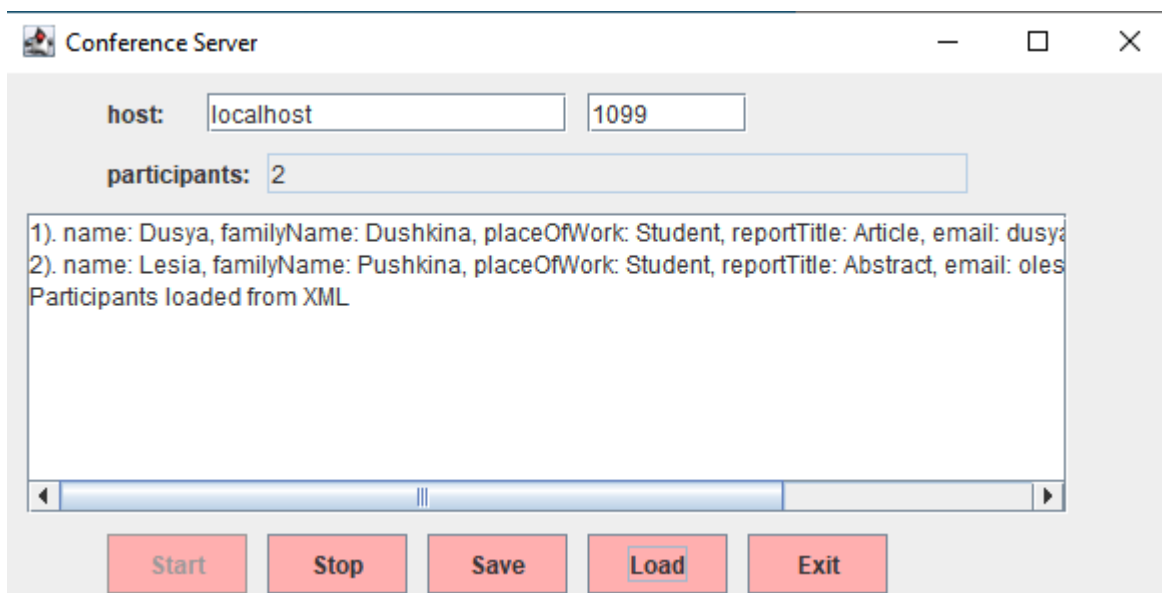 Conference Server
host: localhost 1099
participants: 2
1). name: Dusya, familyName: Dushkina, placeOfWork: Student, reportTitle: Article, email: dusya
2). name: Lesia, familyName: Pushkina, placeOfWork: Student, reportTitle: Abstract, email: oles
Participants loaded from XML
Start Stop Save Load Exit